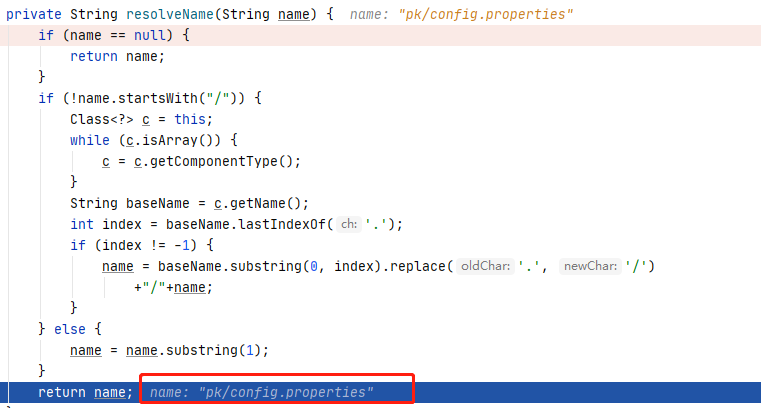 private String resolveName(String name) {  name: "pk/config.properties"
    if (name == null) {
        return name;
    }
    if (!name.startsWith("/")) {
        Class<?> c = this;
        while (c.isArray()) {
            c = c.getComponentType();
        }
        String baseName = c.getName();
        int index = baseName.lastIndexOf( ch: '.');
        if (index != -1) {
            name = baseName.substring(0, index).replace( oldChar: '.', newChar: '/')
                +"/"+name;
        }
    } else {
        name = name.substring(1);
    }
    return name;  name: "pk/config.properties"